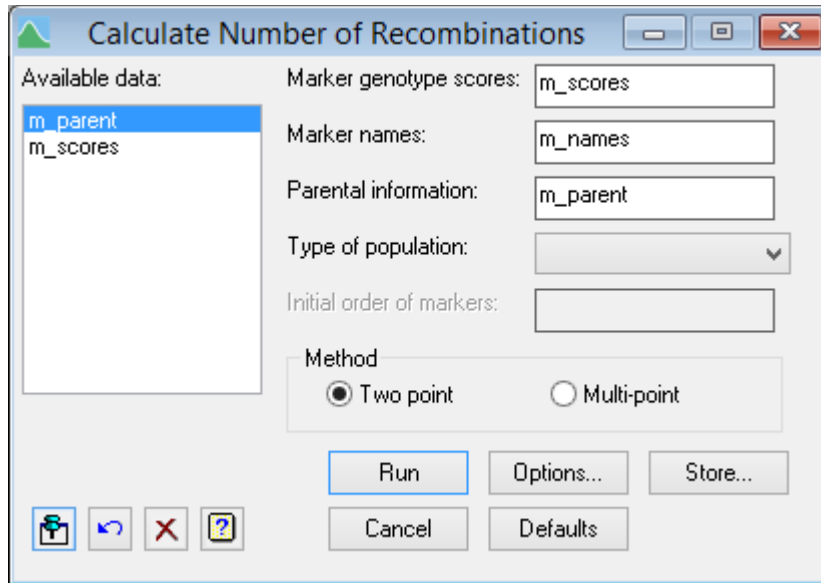 Calculate Number of Recombinations
Available data:
m_parent
m_scores
Marker genotype scores:
m_scores
Marker names:
m_names
Parental information:
m_parent
Type of population:
Initial order of markers:
Method
Two point
Multi-point
Run
Options...
Store...
Cancel
Defaults
?